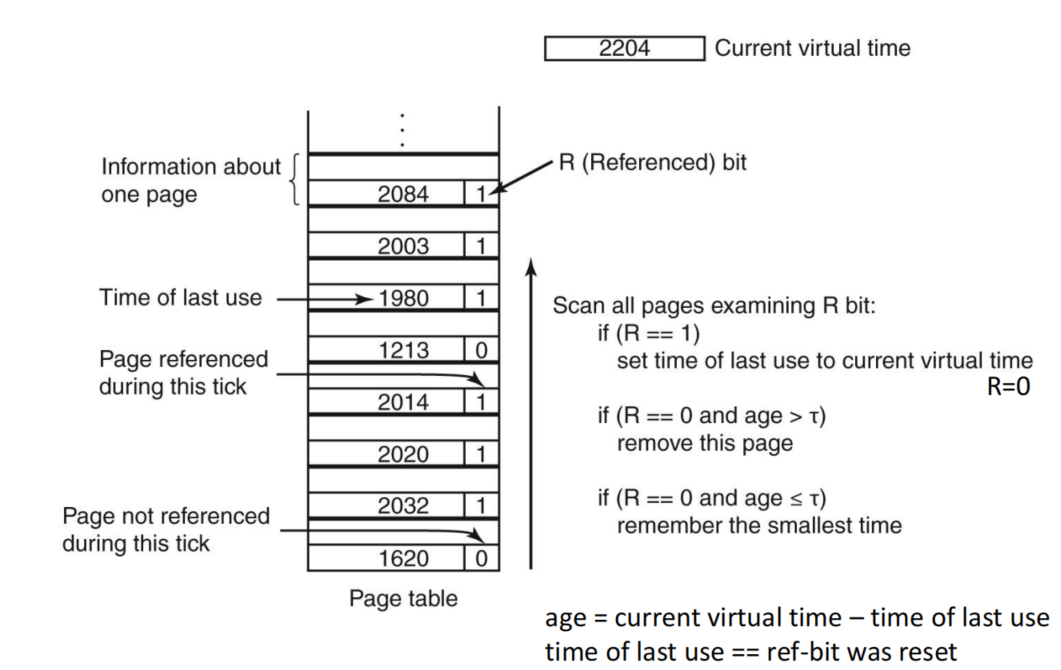 2204 Current virtual time
Information about
one page
R (Referenced) bit
2084 1
2003 1
Time of last use
1980 1
1213 0
Page referenced
during this tick
2014 1
2020 1
2032 1
Page not referenced
during this tick
1620 0
Page table
Scan all pages examining R bit:
if (R == 1)
set time of last use to current virtual time
R=0
if (R == 0 and age > τ)
remove this page
if (R == 0 and age ≤ τ)
remember the smallest time
age = current virtual time – time of last use
time of last use == ref-bit was reset